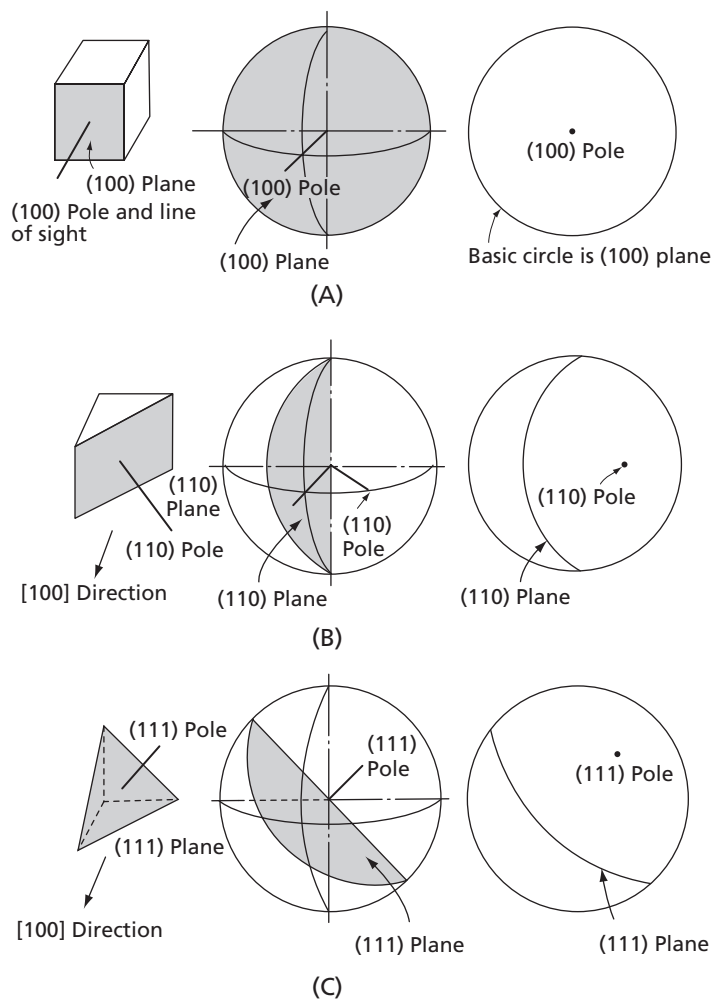 (100) Plane
(100) Pole and line
of sight
(100) Pole
(100) Plane
(100) Pole
Basic circle is (100) plane
(A)
(110)
Plane
(110) Pole
[100] Direction
(110)
Pole
(110) Plane
(110) Pole
(110) Plane
(B)
(111) Pole
(111) Plane
[100] Direction
(111)
Pole
(111) Plane
(111) Pole
(111) Plane
(C)